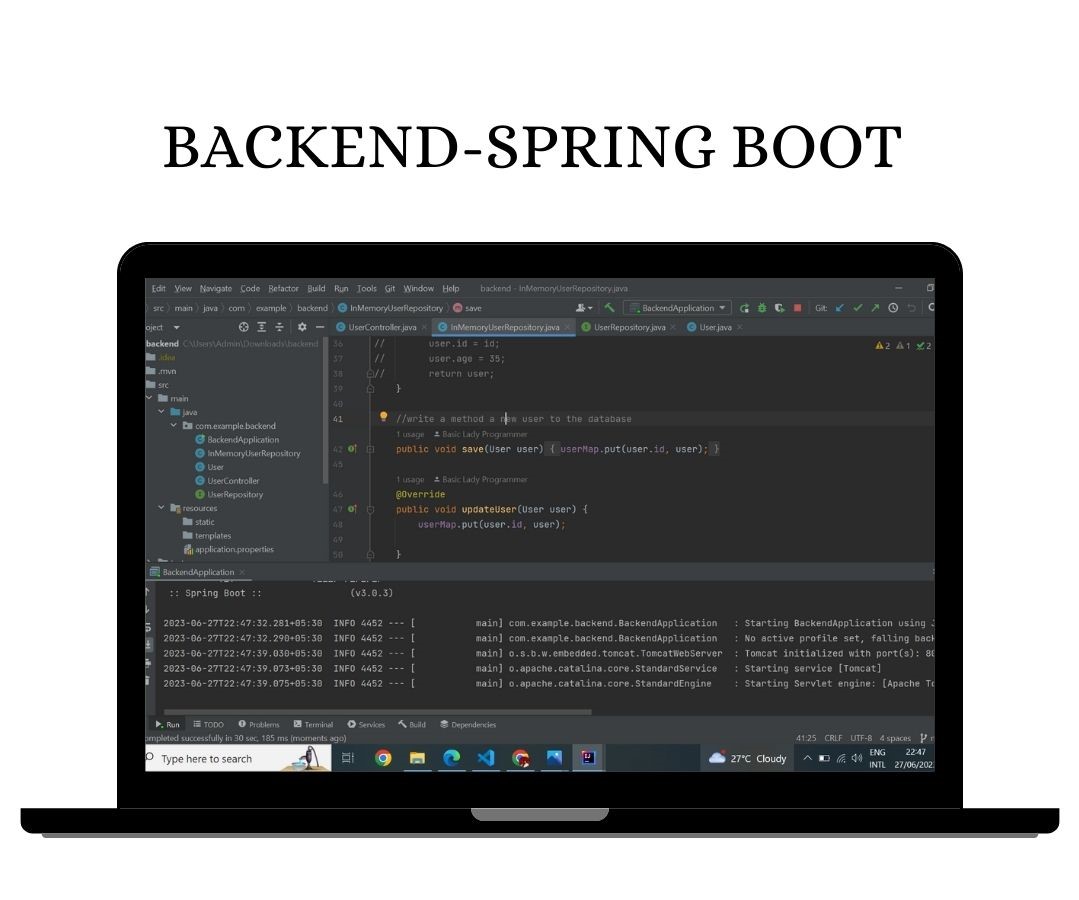 BACKEND-SPRING BOOT
Edit View Navigate Code Refactor Build Run Tools Git Window Help backend - InMemoryUserRepository.java
src main java com example backend InMemoryUserRepository save BackendApplication Git:
oject UserController.java InMemoryUserRepository.java UserRepository.java User.java
backend C:\Users\Admin\Downloads\backend
.idea
.mvn
src
main
java
com.example.backend
BackendApplication
InMemoryUserRepository
User
UserController
UserRepository
resources
static
templates
application.properties
2 1 2
36 // user.id = id;
37 // user.age = 35;
38 // return user;
39 }
40
41 //write a method a new user to the database
1 usage Basic Lady Programmer
42 public void save(User user) { userMap.put(user.id, user); }
45
1 usage Basic Lady Programmer
46 @Override
47 public void updateUser(User user) {
48 userMap.put(user.id, user);
49
50 }
BackendApplication
:: Spring Boot :: (v3.0.3)
2023-06-27T22:47:32.281+05:30 INFO 4452 --- [ main] com.example.backend.BackendApplication : Starting BackendApplication using J
2023-06-27T22:47:32.290+05:30 INFO 4452 --- [ main] com.example.backend.BackendApplication : No active profile set, falling back
2023-06-27T22:47:39.030+05:30 INFO 4452 --- [ main] o.s.b.w.embedded.tomcat.TomcatWebServer : Tomcat initialized with port(s): 80
2023-06-27T22:47:39.073+05:30 INFO 4452 --- [ main] o.apache.catalina.core.StandardService : Starting service [Tomcat]
2023-06-27T22:47:39.075+05:30 INFO 4452 --- [ main] o.apache.catalina.core.StandardEngine : Starting Servlet engine: [Apache To
Run TODO Problems Terminal Services Build Dependencies
ompleted successfully in 30 sec, 185 ms (moments ago) 41:25 CRLF UTF-8 4 spaces
Type here to search 27°C Cloudy ENG 22:47
INTL 27/06/202